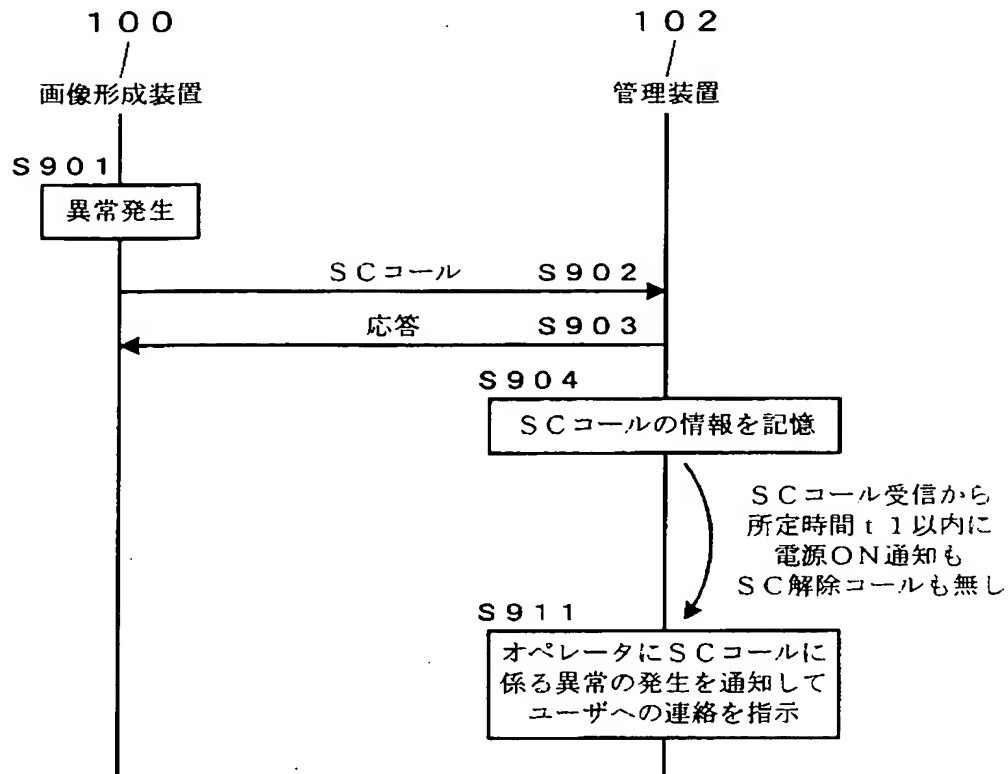 １００
１０２
画像形成装置
管理装置
Ｓ９０１
異常発生
ＳＣコール
Ｓ９０２
応答
Ｓ９０３
Ｓ９０４
ＳＣコールの情報を記憶
ＳＣコール受信から
所定時間ｔ１以内に
電源ＯＮ通知も
ＳＣ解除コールも無し
Ｓ９１１
オペレータにＳＣコールに
係る異常の発生を通知して
ユーザへの連絡を指示